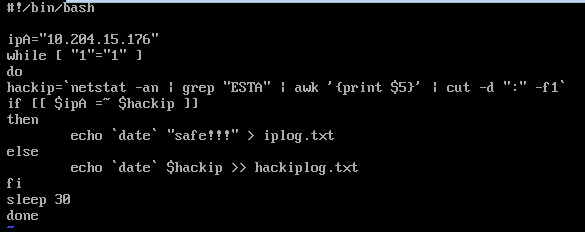 #!/bin/bash
ipA="10.204.15.176"
while [ "1"="1" ]
do
hackip=`netstat -an | grep "ESTA" | awk '{print $5}' | cut -d ":" -f1`
if [[ $ipA =~ $hackip ]]
then
        echo `date` "safe!!!" > iplog.txt
else
        echo `date` $hackip >> hackiplog.txt
fi
sleep 30
done
~